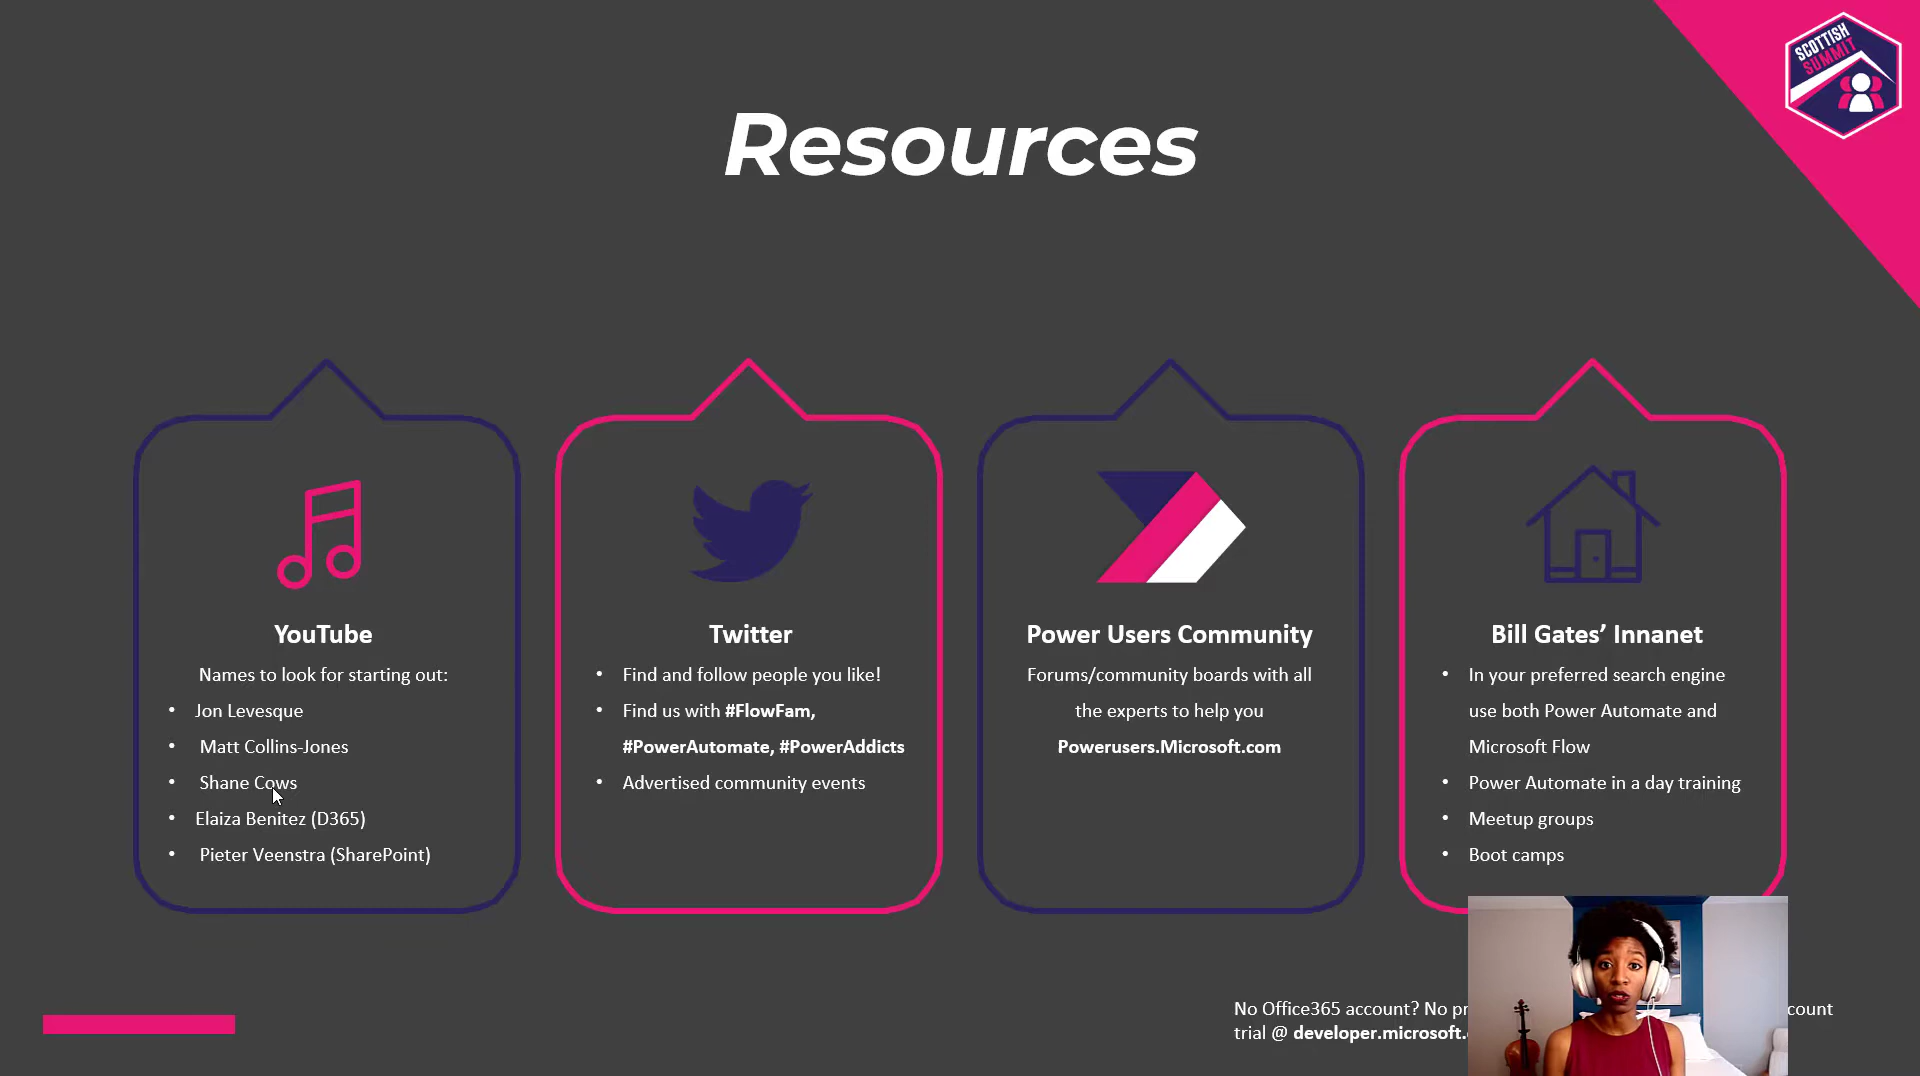 SCOTTISH
SUMMIT
Resources
YouTube
Names to look for starting out:
• Jon Levesque
• Matt Collins-Jones
• Shane Cows
• Elaiza Benitez (D365)
• Pieter Veenstra (SharePoint)
Twitter
• Find and follow people you like!
• Find us with #FlowFam,
#PowerAutomate, #PowerAddicts
• Advertised community events
Power Users Community
Forums/community boards with all
the experts to help you
Powerusers.Microsoft.com
Bill Gates’ Innanet
• In your preferred search engine
use both Power Automate and
Microsoft Flow
• Power Automate in a day training
• Meetup groups
• Boot camps
No Office365 account? No
trial @ developer.microsoft.